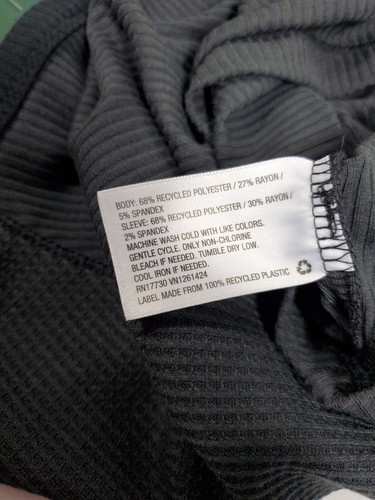 BODY: 68% RECYCLED POLYESTER / 27% RAYON /
5% SPANDEX
SLEEVE: 68% RECYCLED POLYESTER / 30% RAYON /
2% SPANDEX
MACHINE WASH COLD WITH LIKE COLORS.
GENTLE CYCLE. ONLY NON-CHLORINE
BLEACH IF NEEDED. TUMBLE DRY LOW.
COOL IRON IF NEEDED.
RN17730 VN1261424
LABEL MADE FROM 100% RECYCLED PLASTIC